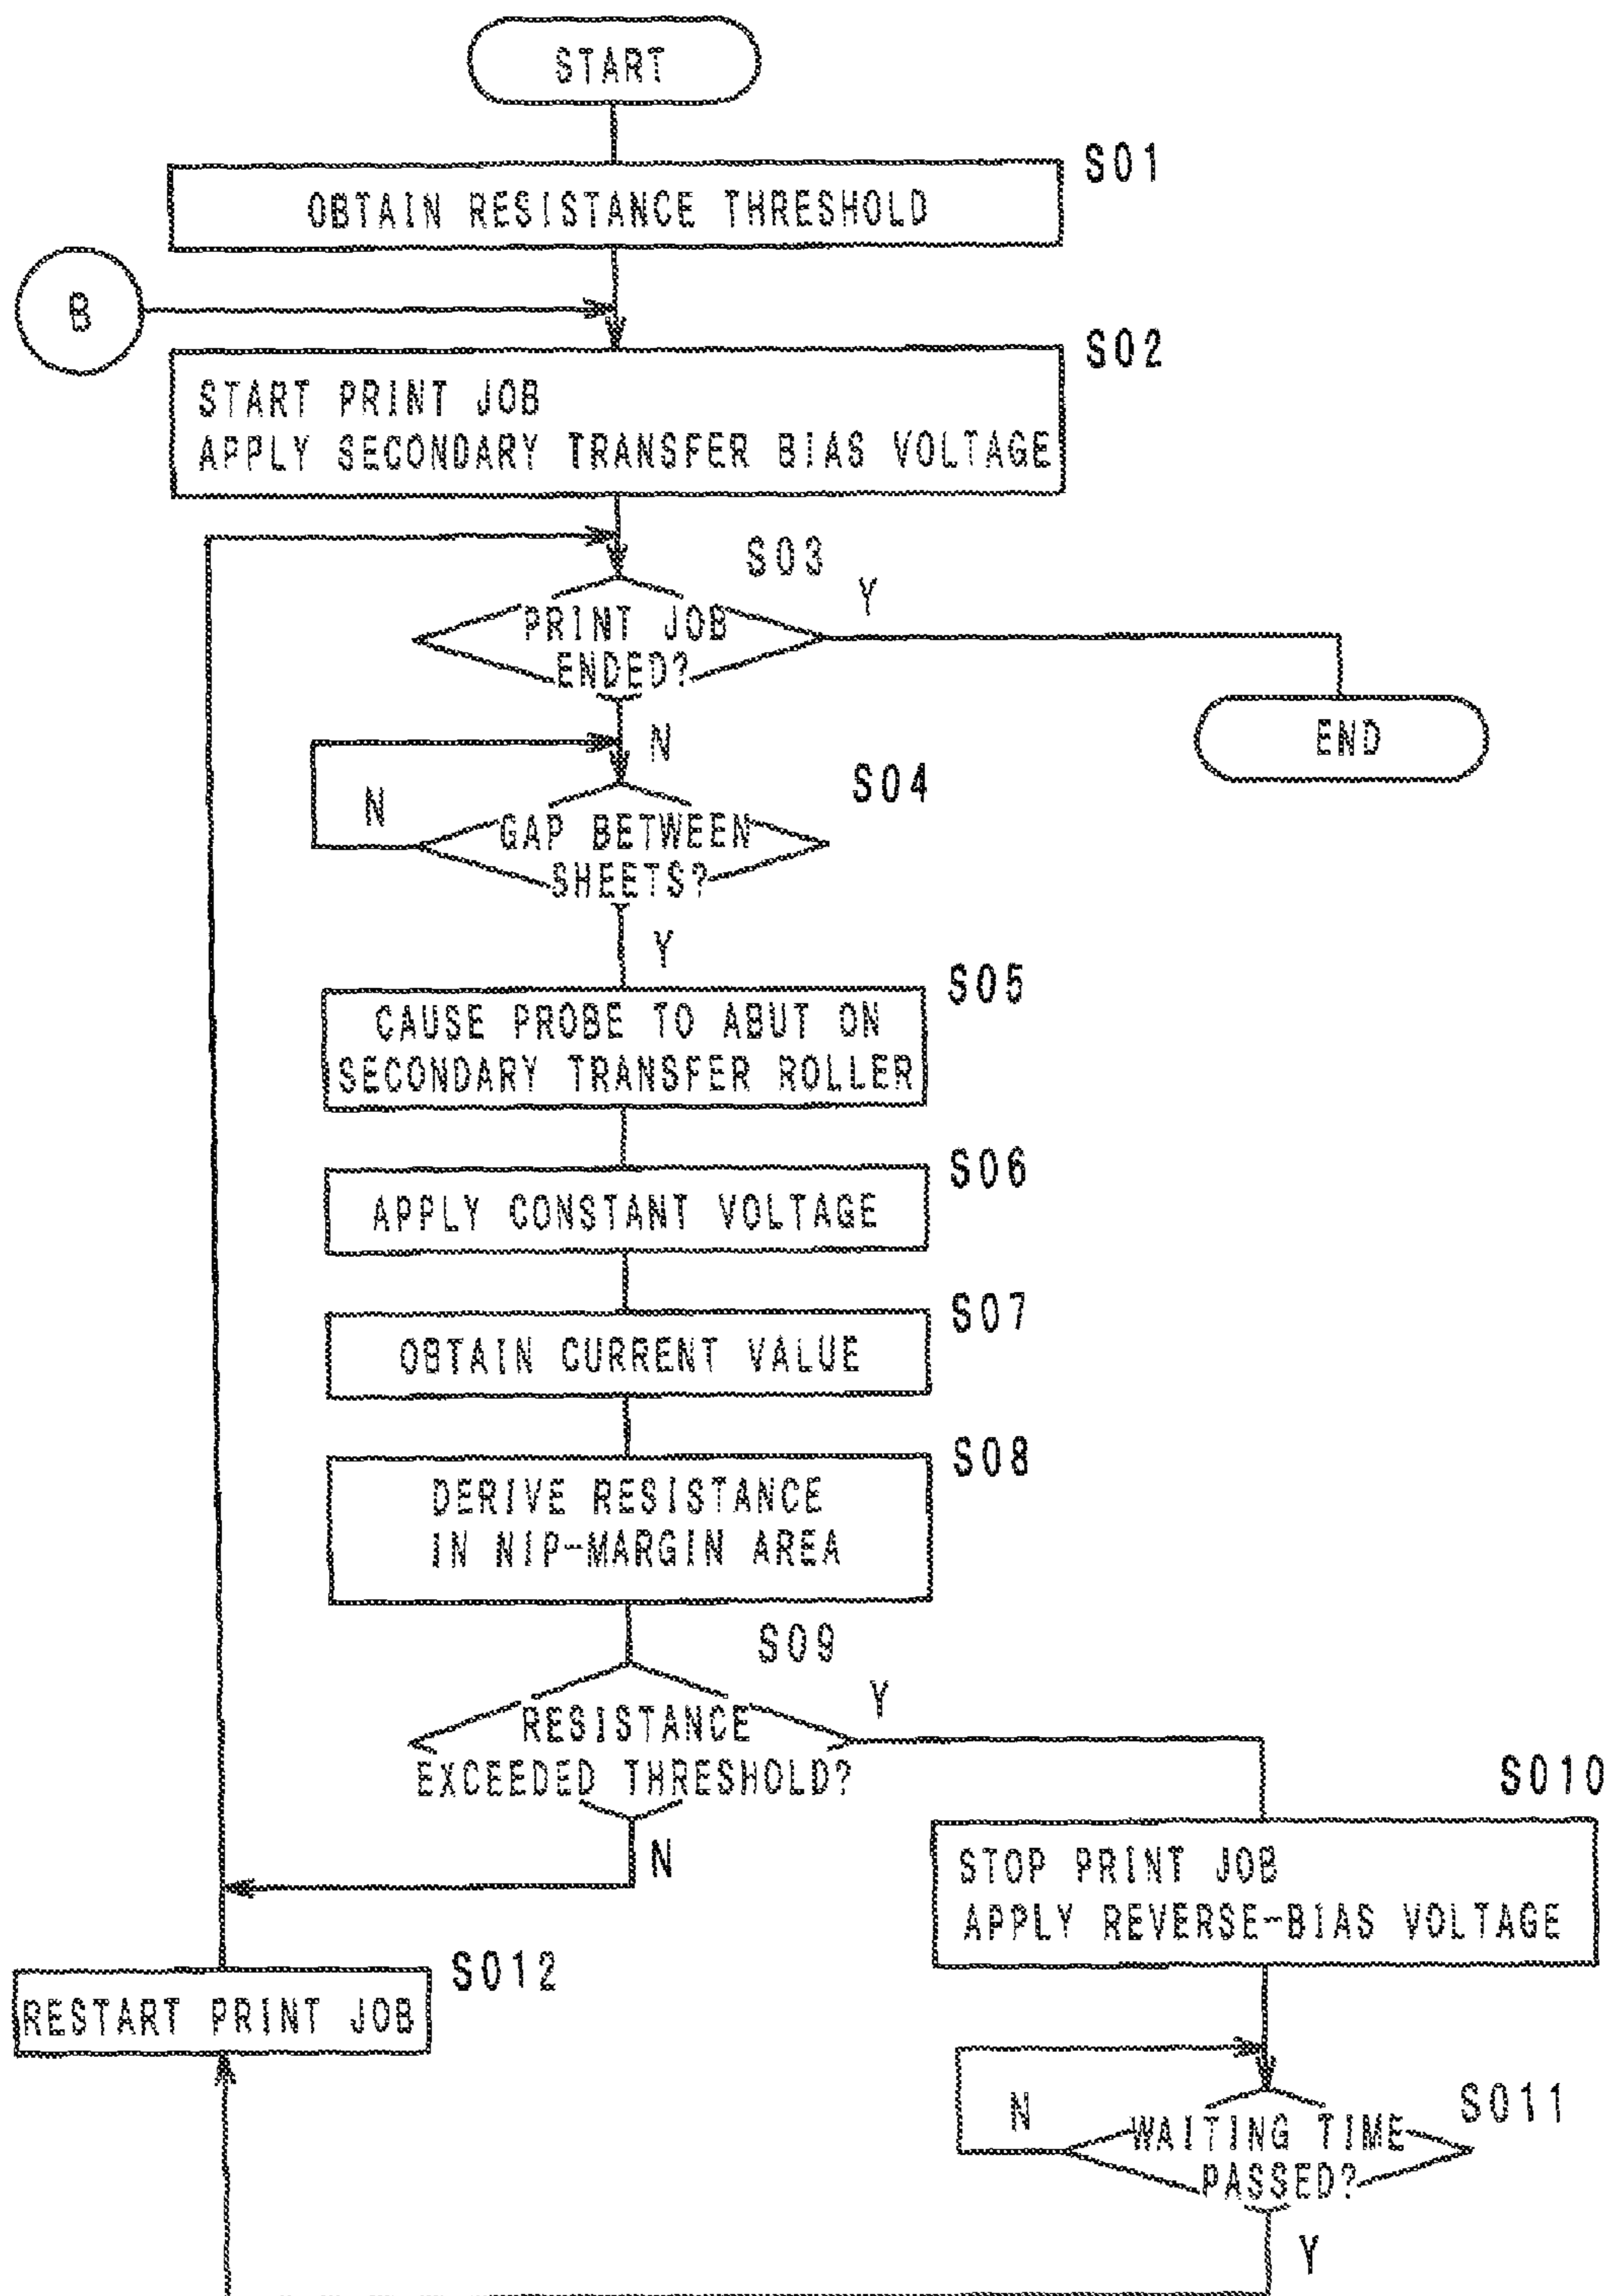 START
S01
OBTAIN RESISTANCE THRESHOLD
B
S02
START PRINT JOB
APPLY SECONDARY TRANSFER BIAS VOLTAGE
S03
Y
PRINT JOB
ENDED?
END
N
S04
N
GAP BETWEEN
SHEETS?
Y
S05
CAUSE PROBE TO ABUT ON
SECONDARY TRANSFER ROLLER
S06
APPLY CONSTANT VOLTAGE
S07
OBTAIN CURRENT VALUE
S08
DERIVE RESISTANCE
IN NIP-MARGIN AREA
S09
Y
RESISTANCE
EXCEEDED THRESHOLD?
S010
N
STOP PRINT JOB
APPLY REVERSE-BIAS VOLTAGE
S012
RESTART PRINT JOB
S011
N
WAITING TIME
PASSED?
Y